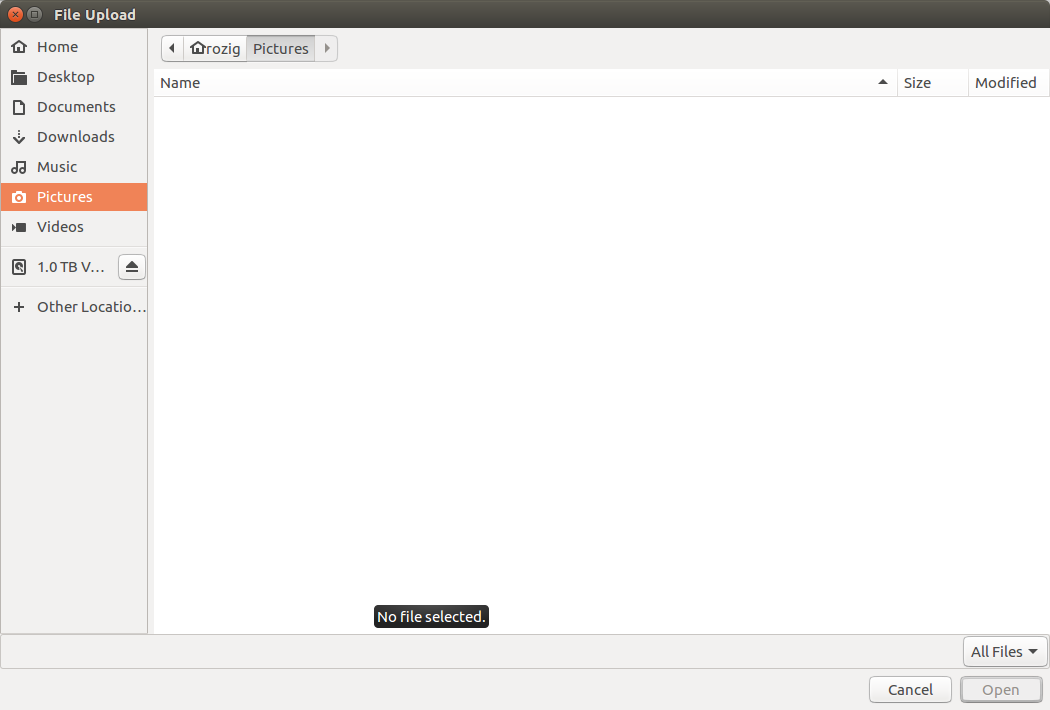 File Upload
Home
Desktop
Documents
Downloads
Music
Pictures
Videos
1.0 TB V...
Other Locatio...
rozig Pictures
Name Size Modified
No file selected.
All Files
Cancel Open